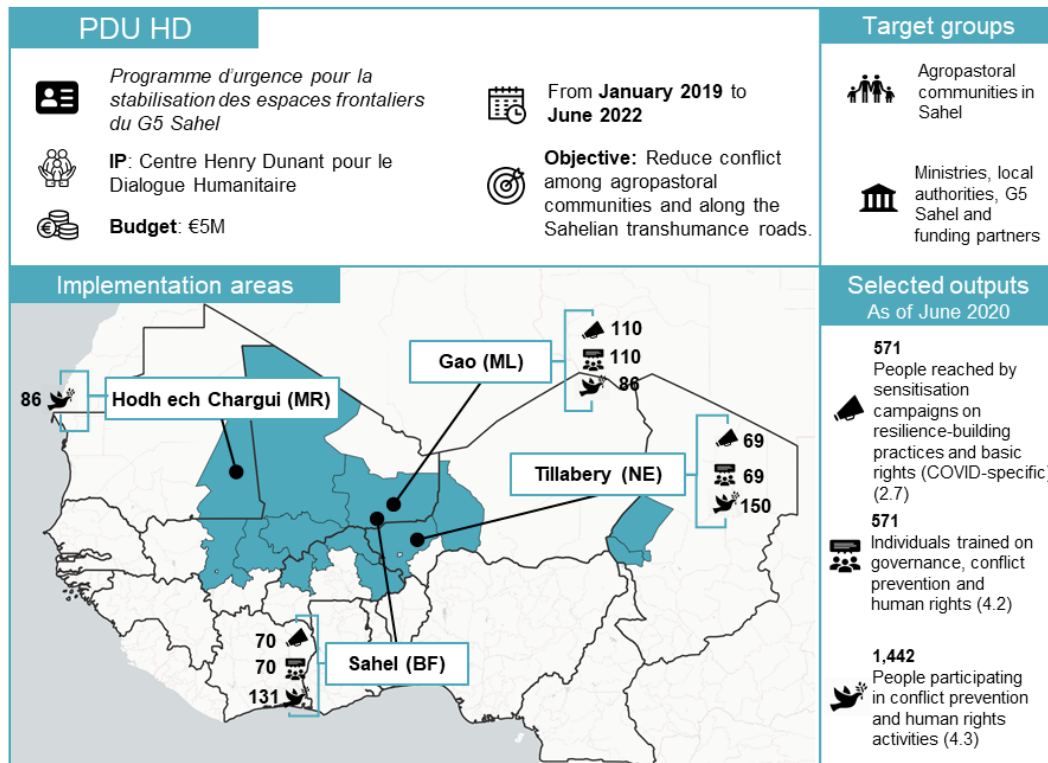 PDU HD
Programme d'urgence pour la
stabilisation des espaces frontaliers
du G5 Sahel
IP: Centre Henry Dunant pour le
Dialogue Humanitaire
Budget: €5M
From January 2019 to
June 2022
Objective: Reduce conflict
among agropastoral
communities and along the
Sahelian transhumance roads.
Target groups
Agropastoral
communities in
Sahel
Ministries, local
authorities, G5
Sahel and
funding partners
Implementation areas
86
Hodh ech Chargui (MR)
Gao (ML)
110
110
86
Tillabery (NE)
69
69
150
Sahel (BF)
70
70
131
Selected outputs
As of June 2020
571
People reached by
sensitisation
campaigns on
resilience-building
practices and basic
rights (COVID-specific)
(2.7)
571
Individuals trained on
governance, conflict
prevention and
human rights (4.2)
1,442
People participating
in conflict prevention
and human rights
activities (4.3)